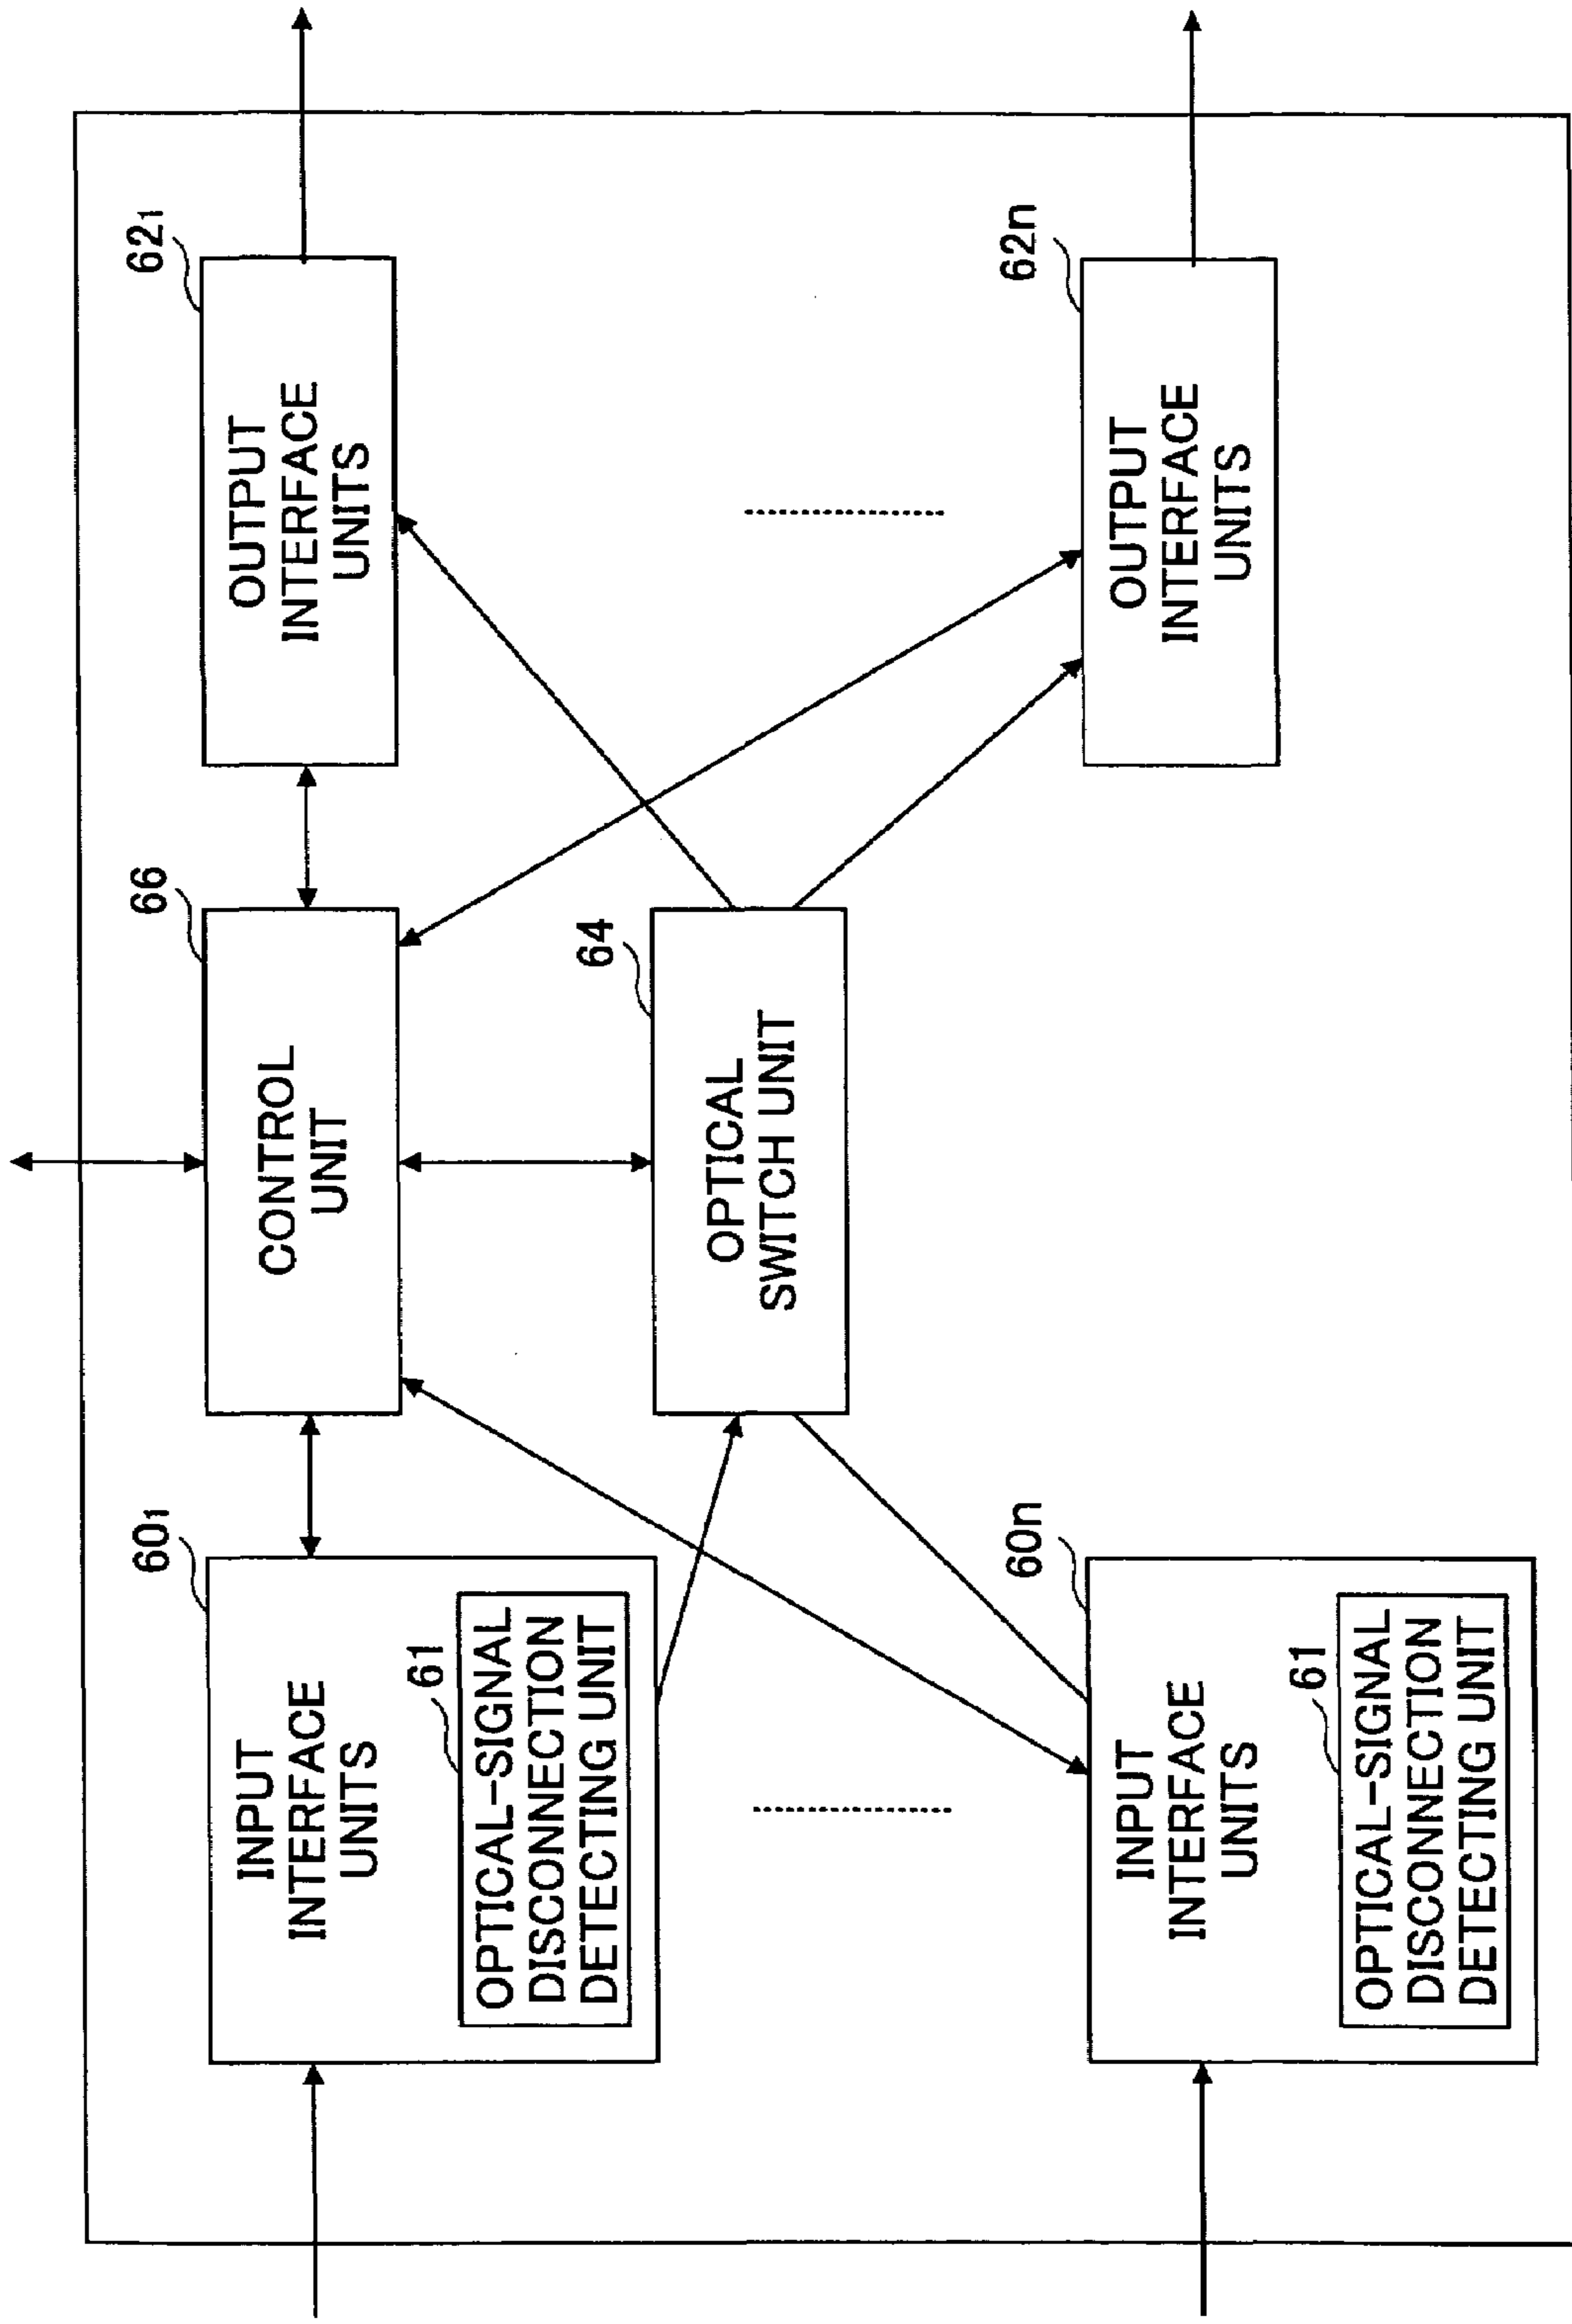 60₁
INPUT
INTERFACE
UNITS
61
OPTICAL-SIGNAL
DISCONNECTION
DETECTING UNIT
66
CONTROL
UNIT
62₁
OUTPUT
INTERFACE
UNITS
64
OPTICAL
SWITCH UNIT
60n
INPUT
INTERFACE
UNITS
61
OPTICAL-SIGNAL
DISCONNECTION
DETECTING UNIT
62n
OUTPUT
INTERFACE
UNITS